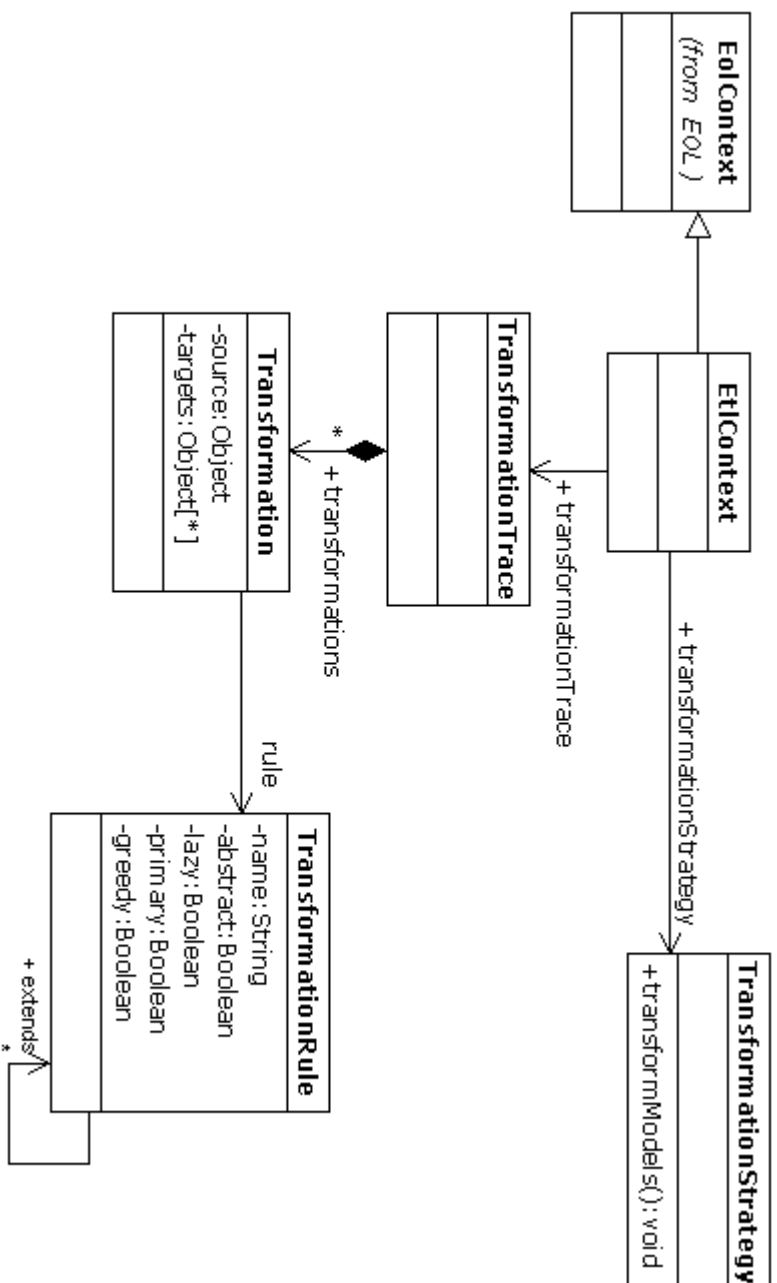 EolContext
(from EOL)
EtlContext
+ transformationStrategy
TransformationStrategy
+transformModels():void
+ transformationTrace
TransformationTrace
*
+ transformations
Transformation
-source:Object
-targets:Object[*]
rule
TransformationRule
-name:String
-abstract:Boolean
-lazy:Boolean
-primary:Boolean
-greedy:Boolean
+ extends
*